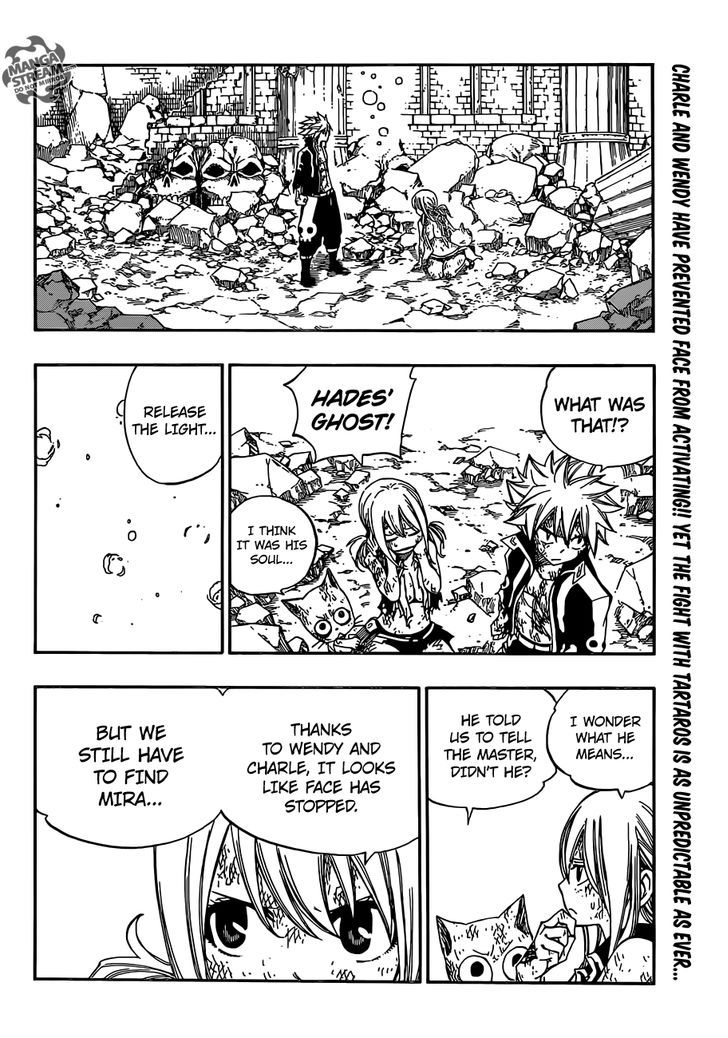 MANGA
STREAM.com
DO NOT MIRROR
CHARLE AND WENDY HAVE PREVENTED FACE FROM ACTIVATING!! YET THE FIGHT WITH TARTAROS IS AS UNPREDICTABLE AS EVER...
WHAT WAS
THAT!?
HADES'
GHOST!
I THINK
IT WAS HIS
SOUL...
RELEASE
THE LIGHT...
I WONDER
WHAT HE
MEANS...
HE TOLD
US TO TELL
THE MASTER,
DIDN'T HE?
THANKS
TO WENDY AND
CHARLE, IT LOOKS
LIKE FACE HAS
STOPPED.
BUT WE
STILL HAVE
TO FIND
MIRA...